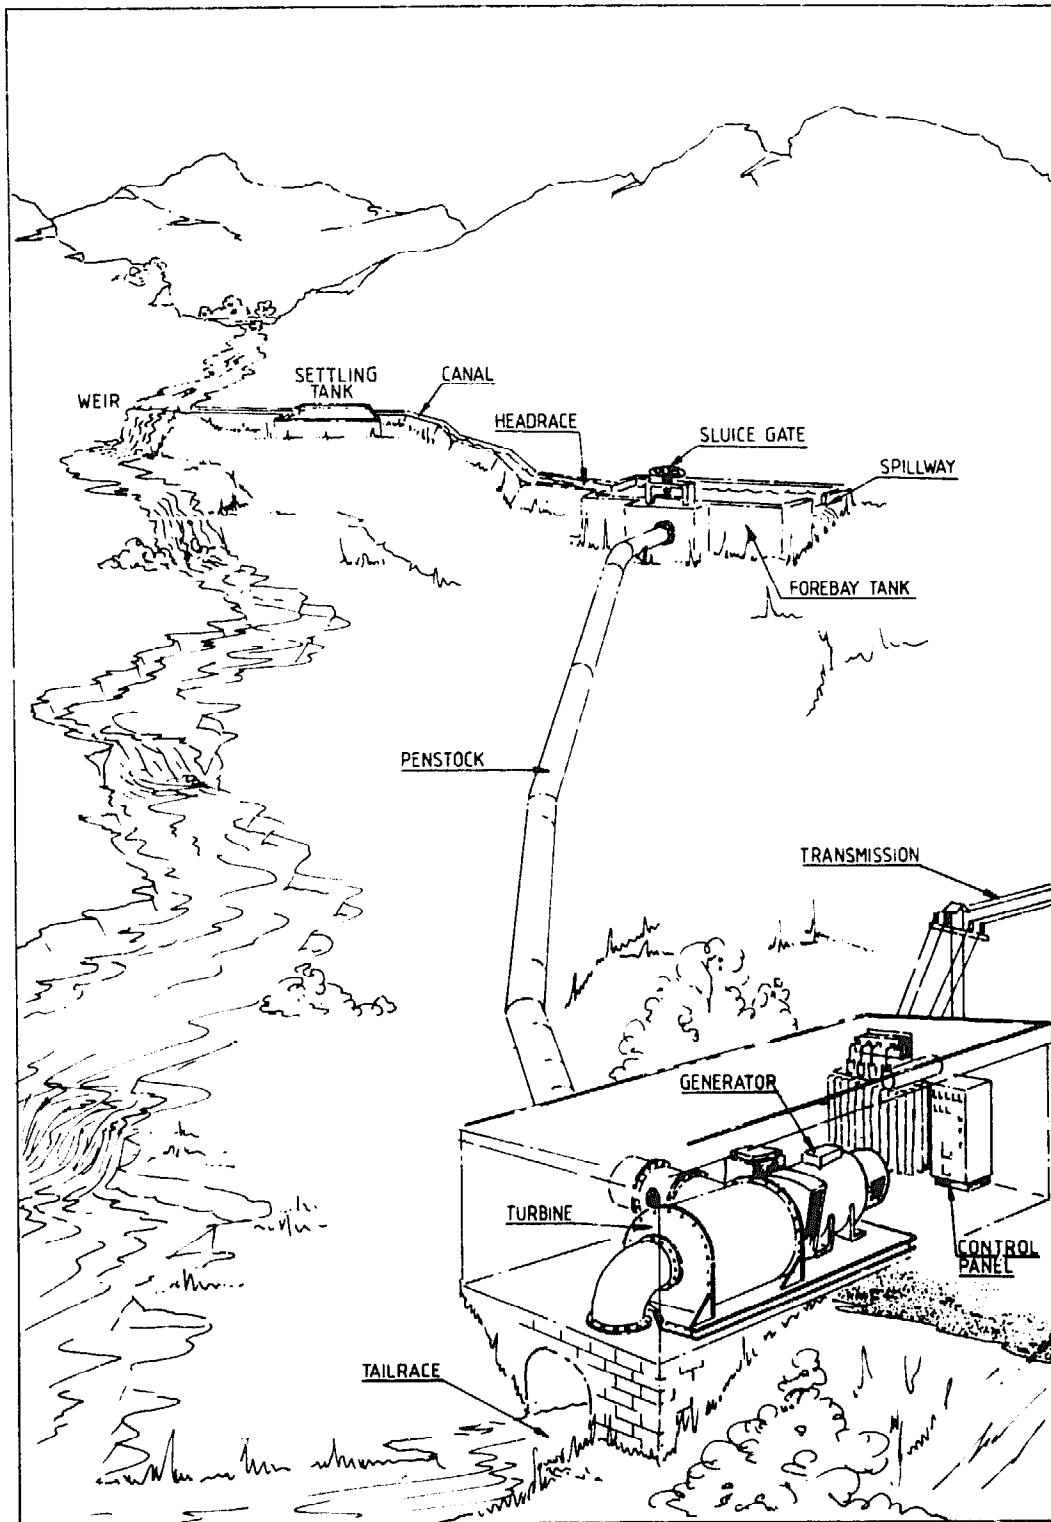 SETTLING
TANK
CANAL
WEIR
HEADRACE
SLUICE GATE
SPILLWAY
FOREBAY TANK
PENSTOCK
TRANSMISSION
GENERATOR
TURBINE
CONTROL
PANEL
TAILRACE